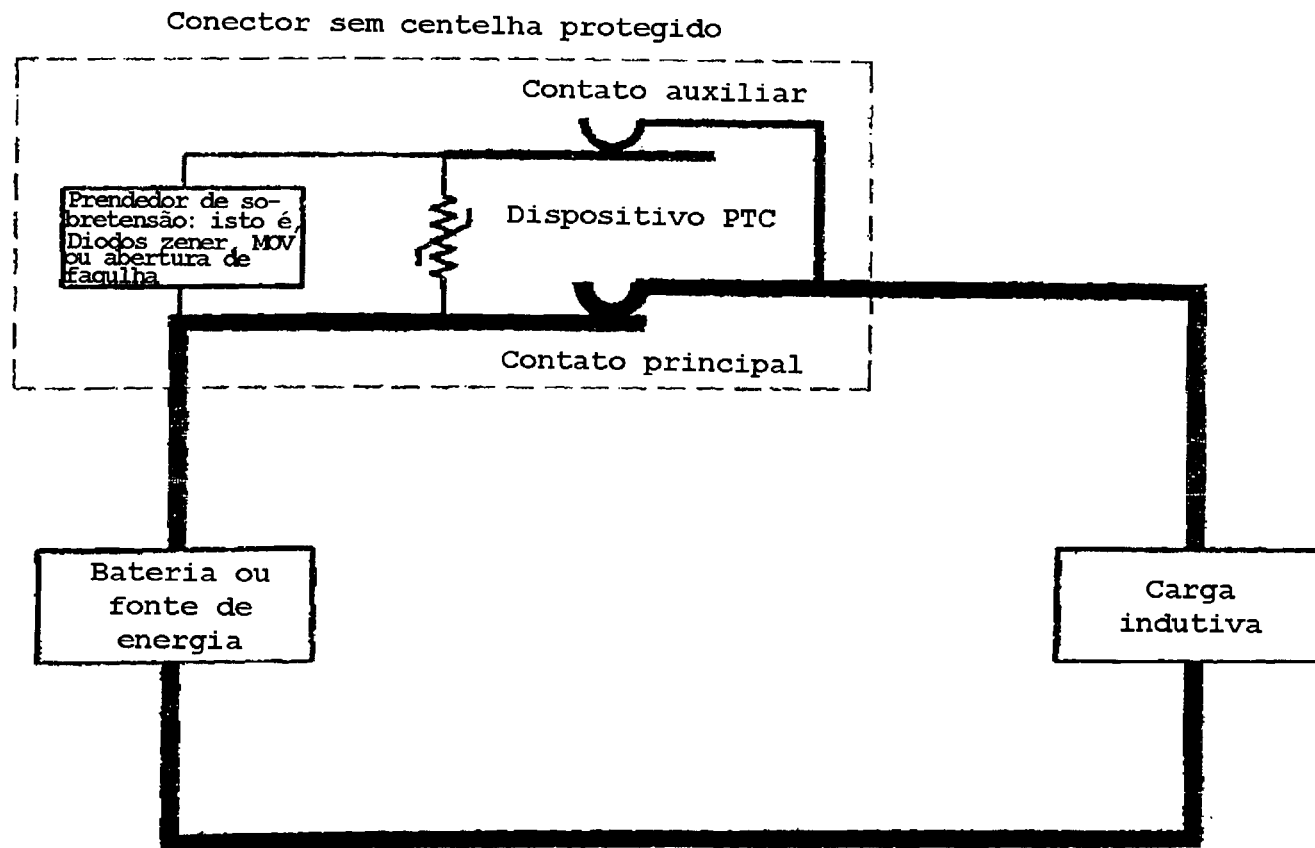 Conector sem centelha protegido
Contato auxiliar
Prendedor de so-
bretensão: isto é,
Diodos zener, MOV
ou abertura de
fagulha
Dispositivo PTC
Contato principal
Bateria ou
fonte de
energia
Carga
indutiva